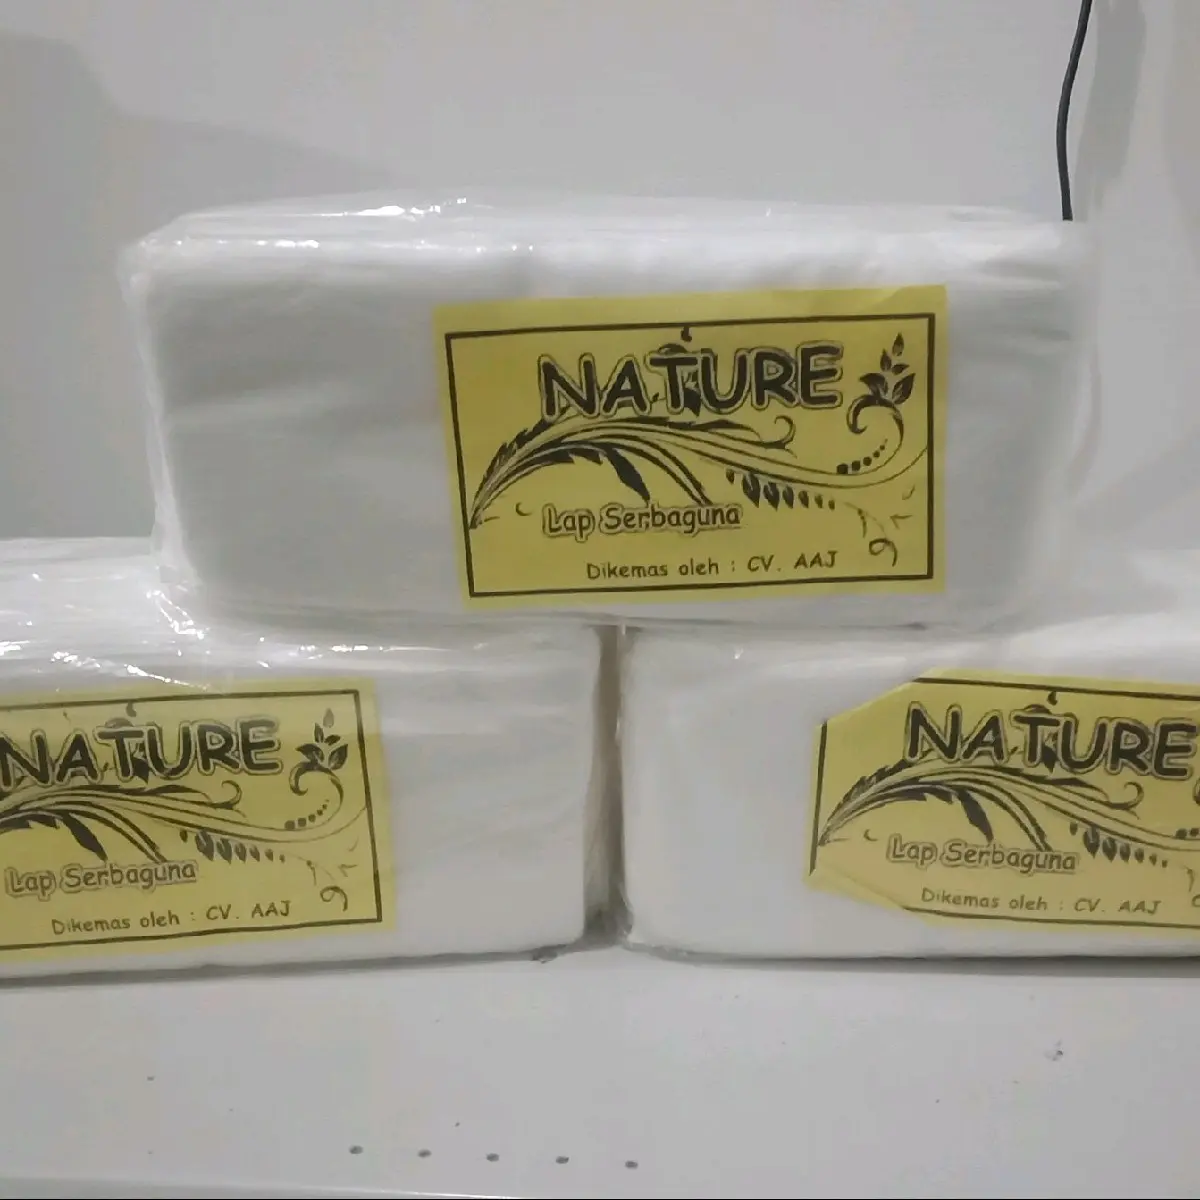 NATURE
Lap Serbaguna
Dikemas oleh : CV. AAJ
NATURE
Lap Serbaguna
Dikemas oleh : CV. AAJ
NATURE
Lap Serbaguna
Dikemas oleh : CV. AAJ